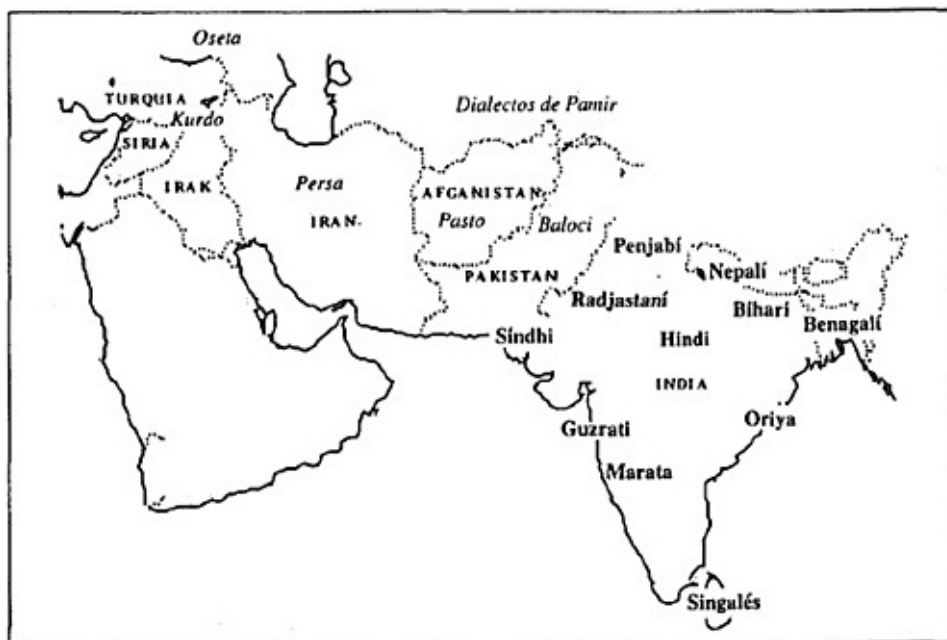 Oseta
TURQUIA
Kurdo
Dialectos de Pamir
SIRIA
IRAK
Persa
AFGANISTAN
IRAN.
Pasto
Baloci
Penjabí
PAKISTAN
Nepalí
Radjastaní
Bihari
Benagalí
Síndhi
Hindi
INDIA
Guzrati
Oriya
Marata
Singalés